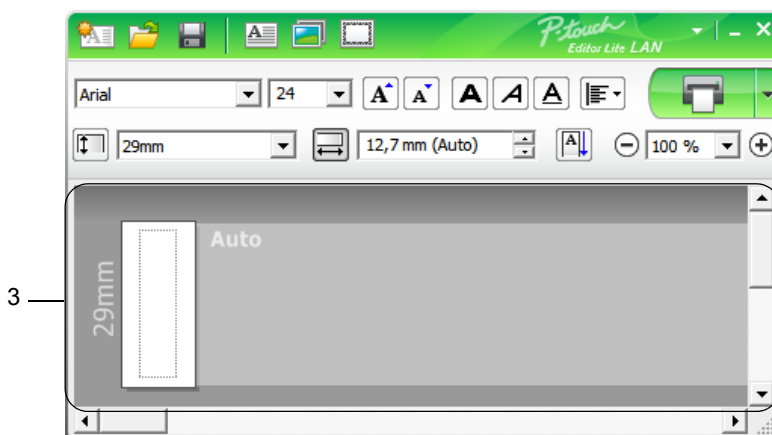 P-touch
Editor Lite LAN
Arial 24 A A A A A
29mm 12,7 mm (Auto) A 100 %
Auto
29mm
3